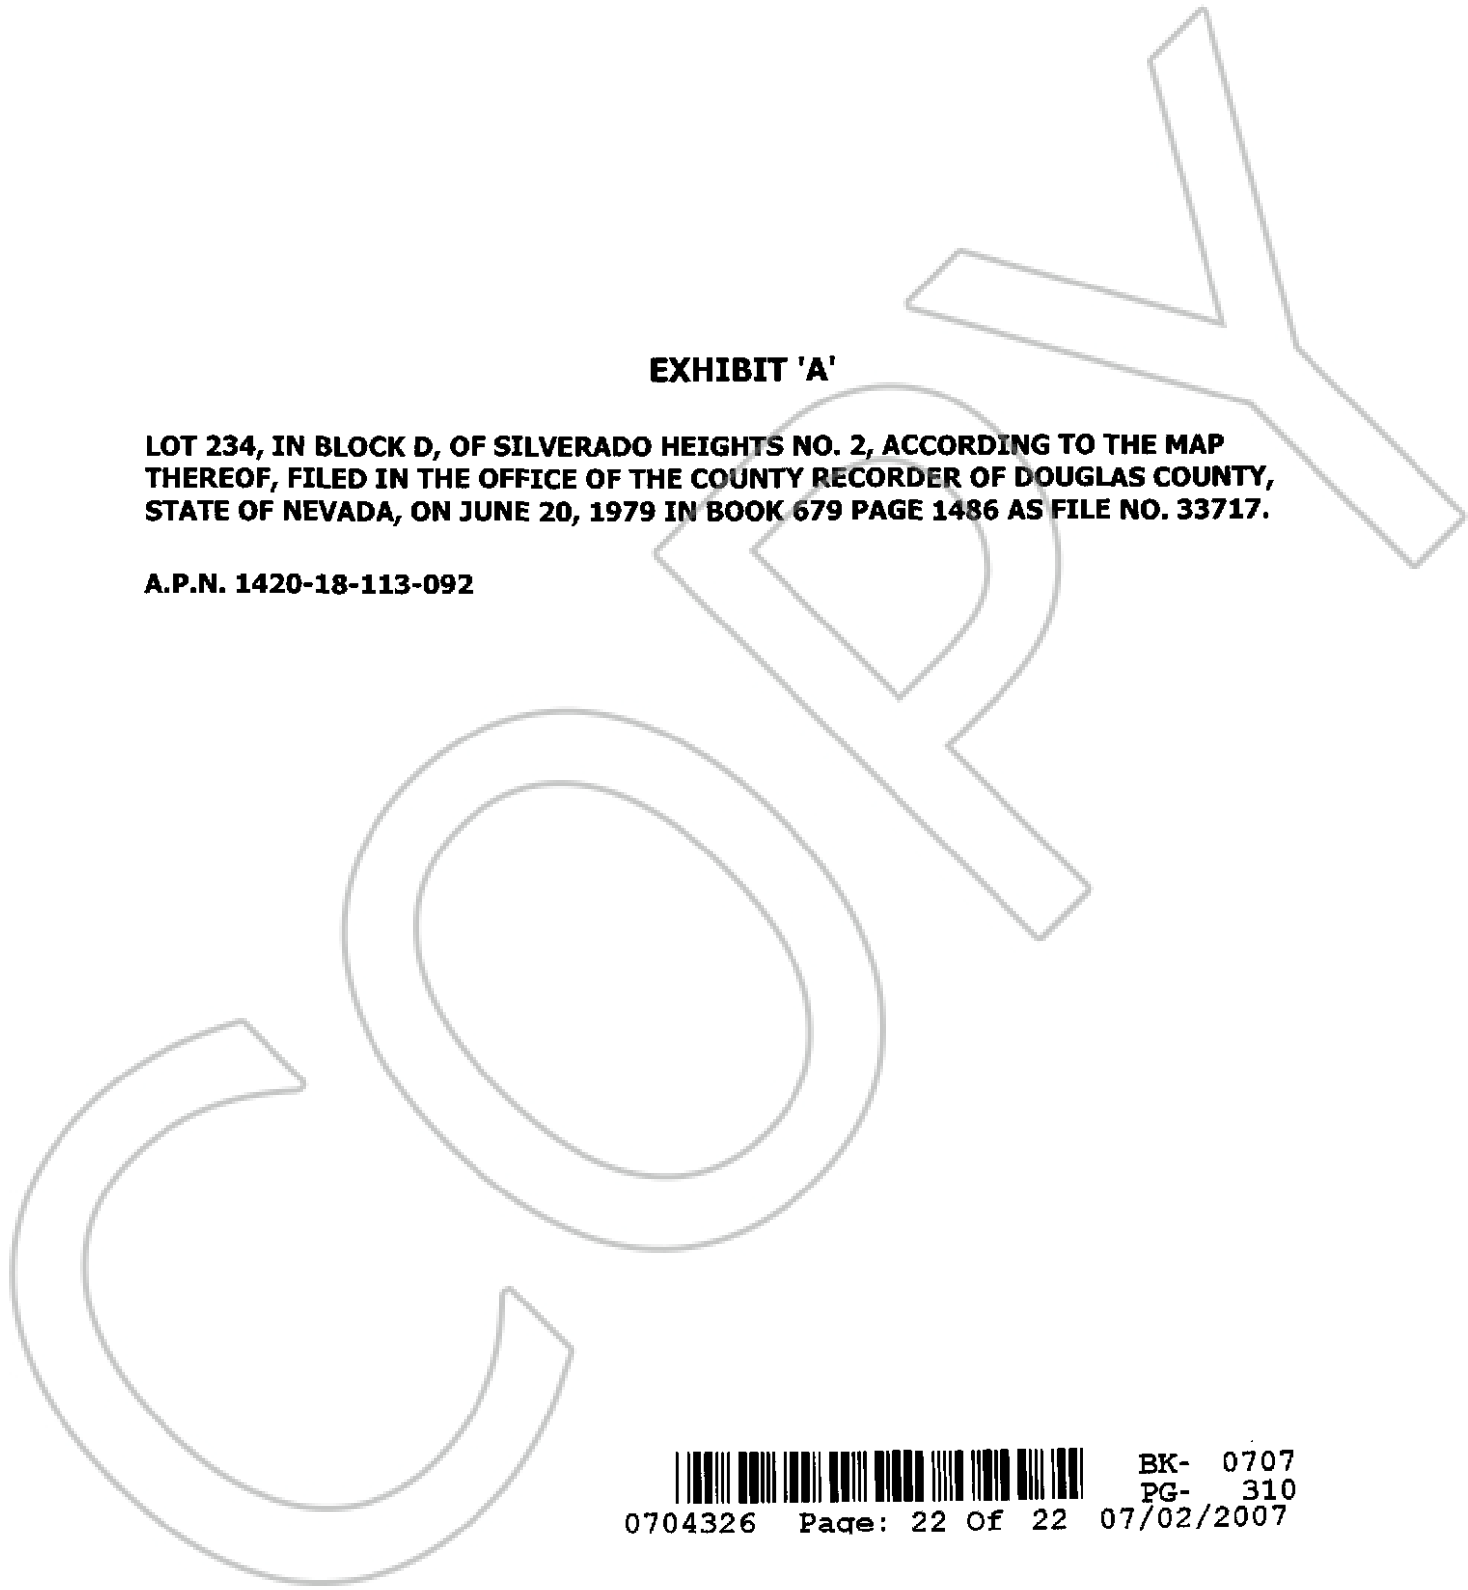 EXHIBIT 'A'
LOT 234, IN BLOCK D, OF SILVERADO HEIGHTS NO. 2, ACCORDING TO THE MAP
THEREOF, FILED IN THE OFFICE OF THE COUNTY RECORDER OF DOUGLAS COUNTY,
STATE OF NEVADA, ON JUNE 20, 1979 IN BOOK 679 PAGE 1486 AS FILE NO. 33717.
A.P.N. 1420-18-113-092
COPY
BK- 0707
PG- 310
0704326 Page: 22 Of 22 07/02/2007